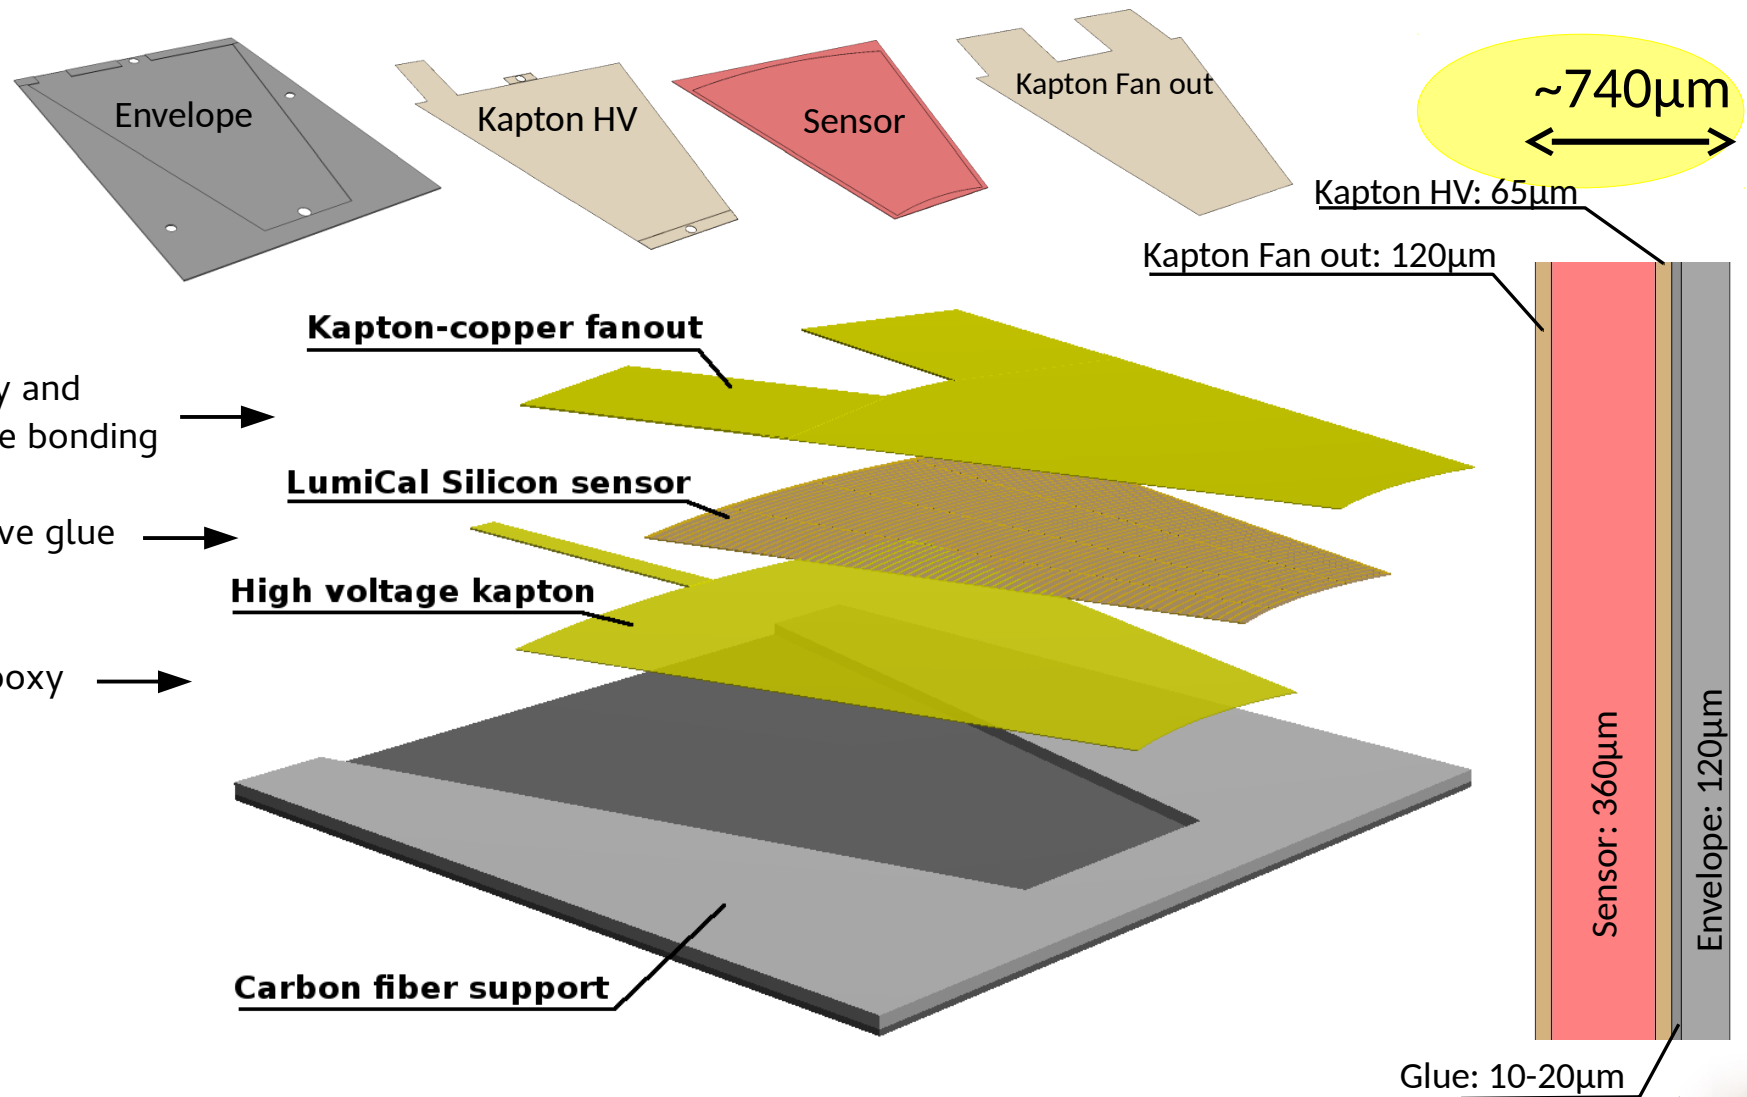 Envelope
Kapton HV
Sensor
Kapton Fan out
~740µm
Kapton HV: 65µm
Kapton Fan out: 120µm
Kapton-copper fanout
and
bonding
LumiCal Silicon sensor
glue
High voltage kapton
Sensor: 360µm
Envelope: 120µm
Carbon fiber support
Glue: 10-20µm